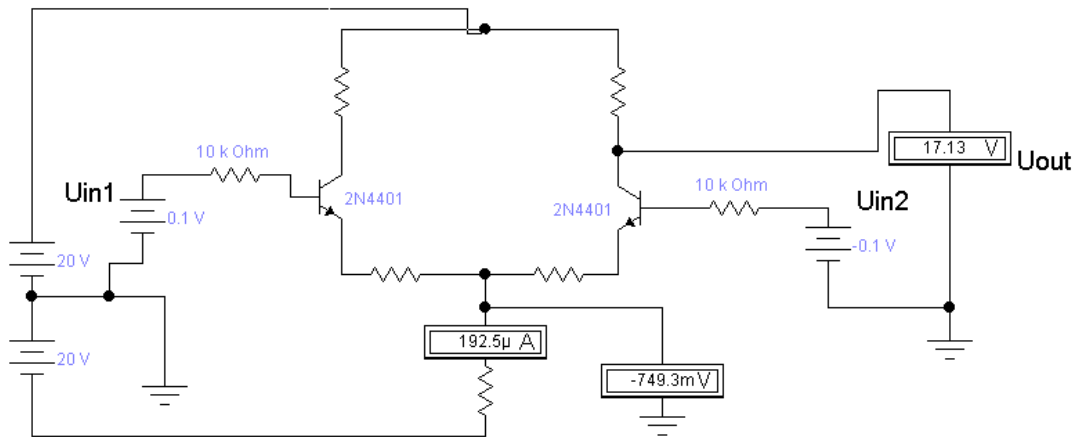 17.13 V
Uout
10 k Ohm
10 k Ohm
Uin1
2N4401
2N4401
Uin2
0.1 V
-0.1 V
20 V
20 V
192.5µ A
-749.3m V